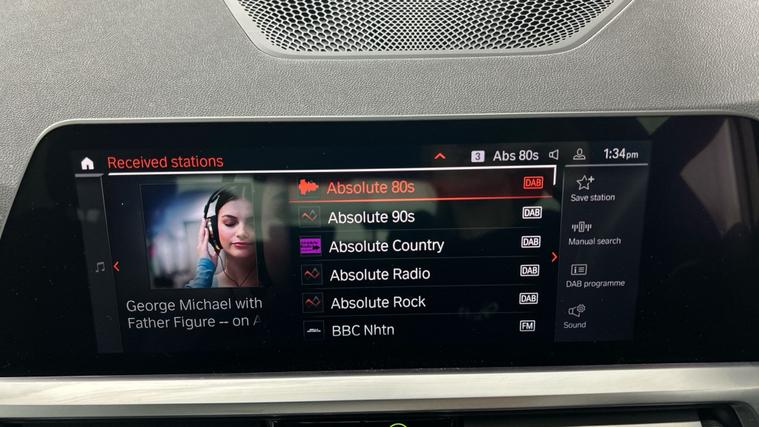 Received stations
3 Abs 80s 1:34pm
Absolute 80s DAB
Absolute 90s DAB
Absolute Country DAB
Absolute Radio DAB
Absolute Rock DAB
BBC Nhtn FM
George Michael with
Father Figure -- on A
Save station
Manual search
DAB programme
Sound